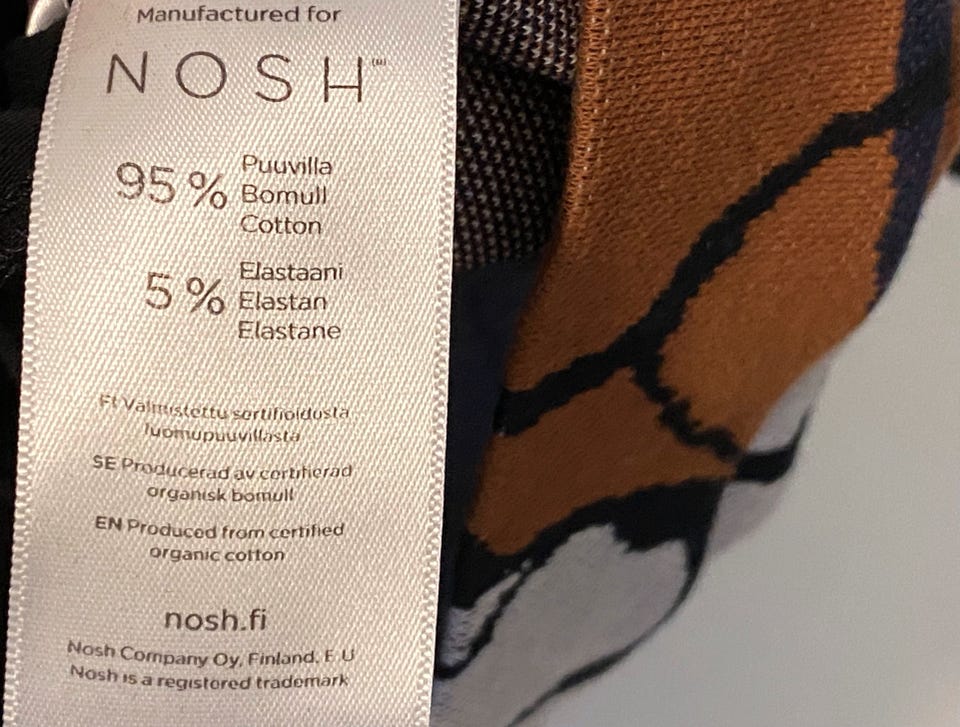 Manufactured for
NOSH
95 % Puuvilla
Bomull
Cotton
5 % Elastaani
Elastan
Elastane
FI Valmistettu sertifioidusta
luomupuuvillasta
SE Producerad av certifierad
organisk bomull
EN Produced from certified
organic cotton
nosh.fi
Nosh Company Oy, Finland, E.U
Nosh is a registered trademark